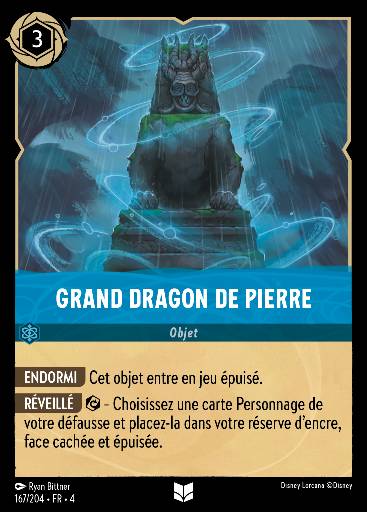 3
GRAND DRAGON DE PIERRE
Objet
ENDORMI Cet objet entre en jeu épuisé.
RÉVEILLÉ - Choisissez une carte Personnage de
votre défausse et placez-la dans votre réserve d'encre,
face cachée et épuisée.
Ryan Bittner
Disney Lorcana ©Disney
167/204 • FR • 4